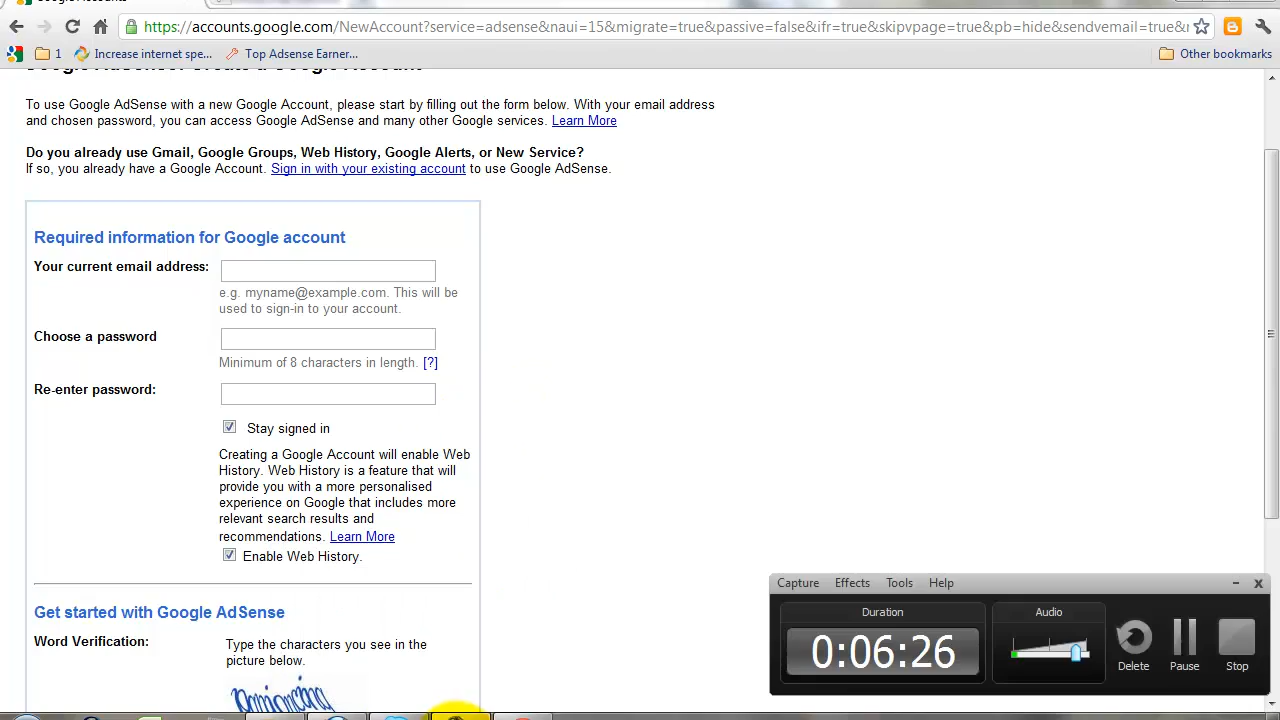 https://accounts.google.com/NewAccount?service=adsense&naui=15&migrate=true&passive=false&ifr=true&skipvpage=true&pb=hide&sendvemail=true&
1
Increase internet spe...
Top Adsense Earner...
Other bookmarks
Google AdSense: Create a Google Account
To use Google AdSense with a new Google Account, please start by filling out the form below. With your email address
and chosen password, you can access Google AdSense and many other Google services. Learn More
Do you already use Gmail, Google Groups, Web History, Google Alerts, or New Service?
If so, you already have a Google Account. Sign in with your existing account to use Google AdSense.
Required information for Google account
Your current email address:
e.g. myname@example.com. This will be
used to sign-in to your account.
Choose a password
Minimum of 8 characters in length. [?]
Re-enter password:
Stay signed in
Creating a Google Account will enable Web
History. Web History is a feature that will
provide you with a more personalised
experience on Google that includes more
relevant search results and
recommendations. Learn More
Enable Web History.
Get started with Google AdSense
Word Verification:
Type the characters you see in the
picture below.
Capture Effects Tools Help
Duration
Audio
0:06:26
Delete
Pause
Stop